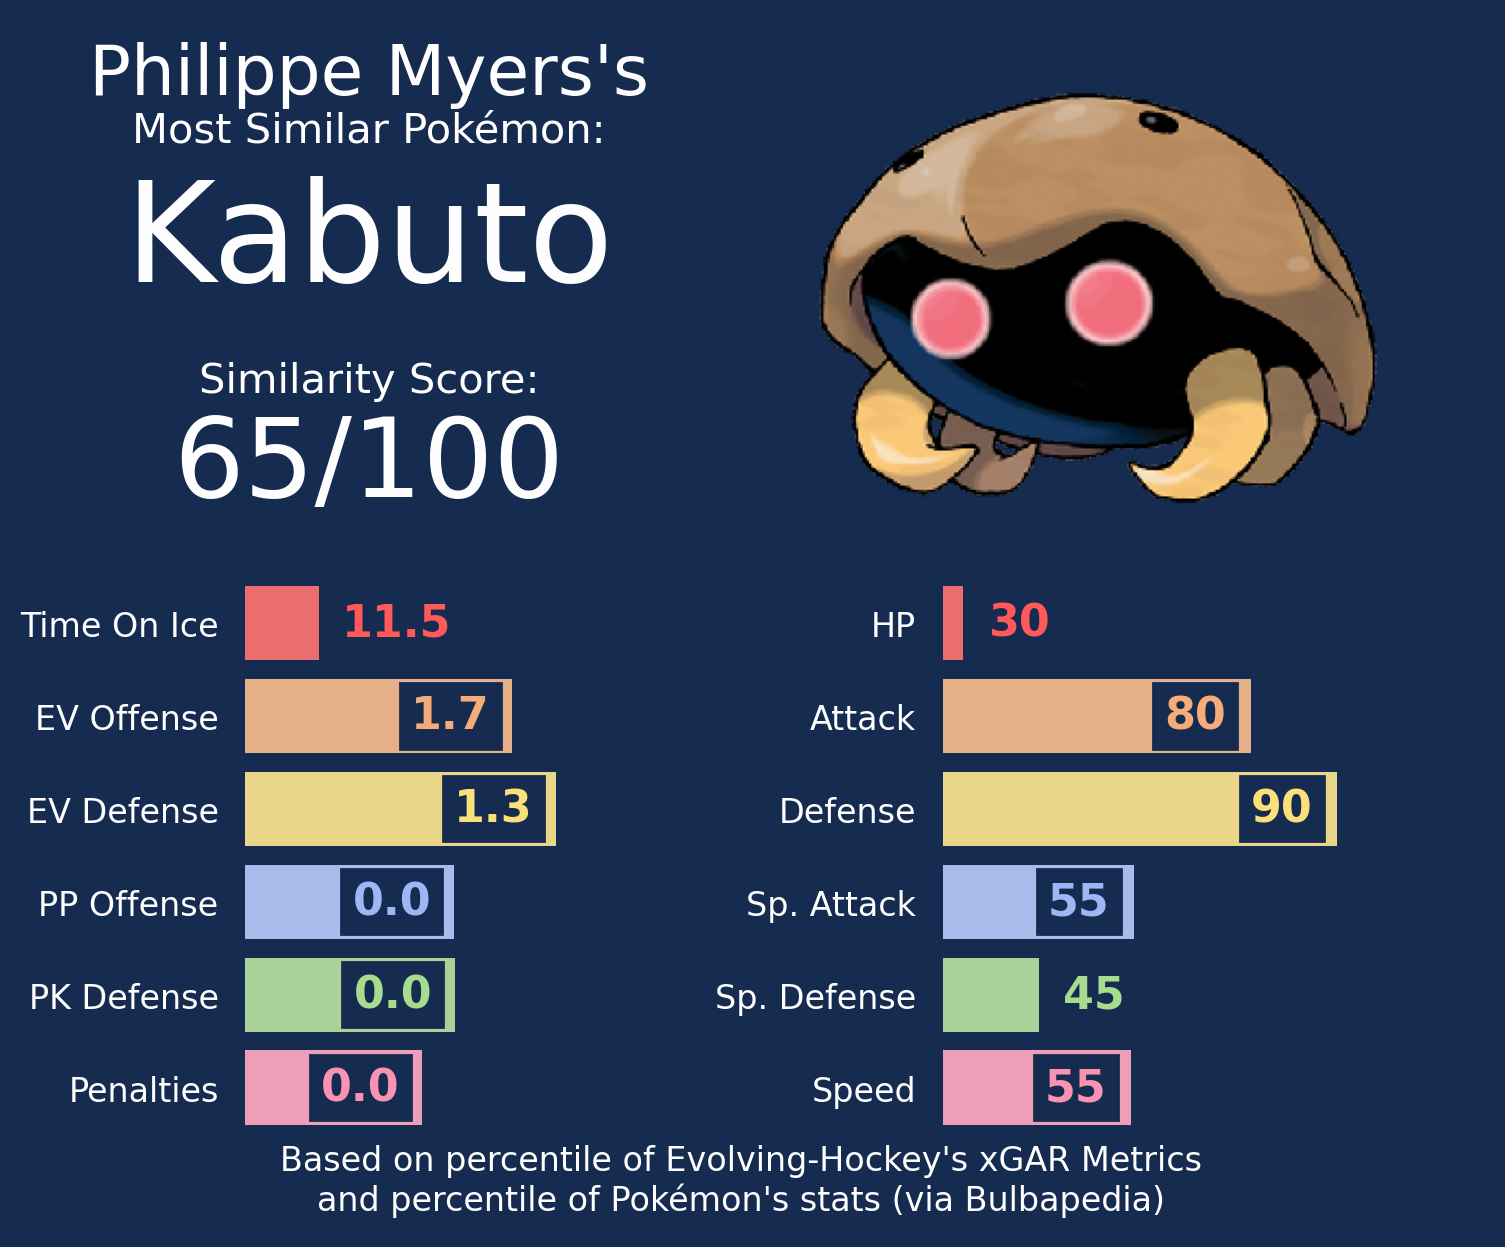 Philippe Myers's
Most Similar Pokémon:
Kabuto
Similarity Score:
65/100
Time On Ice 11.5
EV Offense 1.7
EV Defense 1.3
PP Offense 0.0
PK Defense 0.0
Penalties 0.0
HP 30
Attack 80
Defense 90
Sp. Attack 55
Sp. Defense 45
Speed 55
Based on percentile of Evolving-Hockey's xGAR Metrics
and percentile of Pokémon's stats (via Bulbapedia)